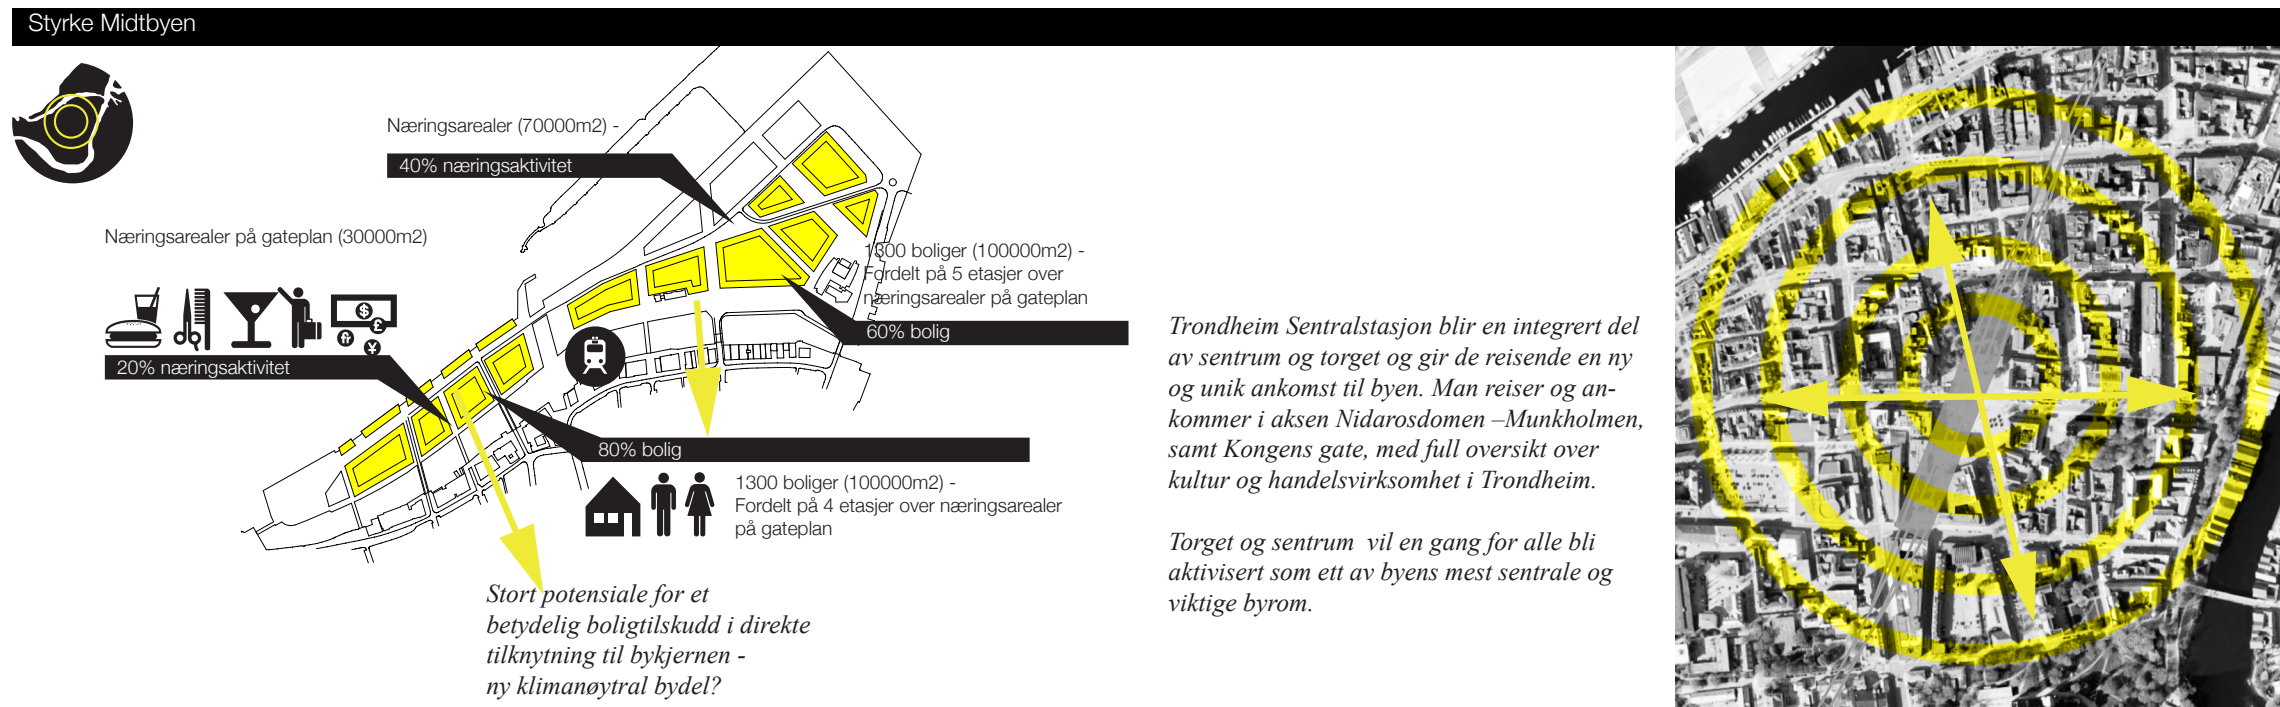 Styrke Midtbyen
Næringsarealer (70000m2) -
40% næringsaktivitet
Næringsarealer på gateplan (30000m2)
20% næringsaktivitet
1300 boliger (100000m2) -
Fordelt på 5 etasjer over
næringsarealer på gateplan
60% bolig
80% bolig
1300 boliger (100000m2) -
Fordelt på 4 etasjer over næringsarealer
på gateplan
Stort potensiale for et
betydelig boligtilskudd i direkte
tilknytning til bykjernen -
ny klimanøytral bydel?
Trondheim Sentralstasjon blir en integrert del
av sentrum og torget og gir de reisende en ny
og unik ankomst til byen. Man reiser og an-
kommer i aksen Nidarosdomen –Munkholmen,
samt Kongens gate, med full oversikt over
kultur og handelsvirksomhet i Trondheim.
Torget og sentrum  vil en gang for alle bli
aktivisert som ett av byens mest sentrale og
viktige byrom.